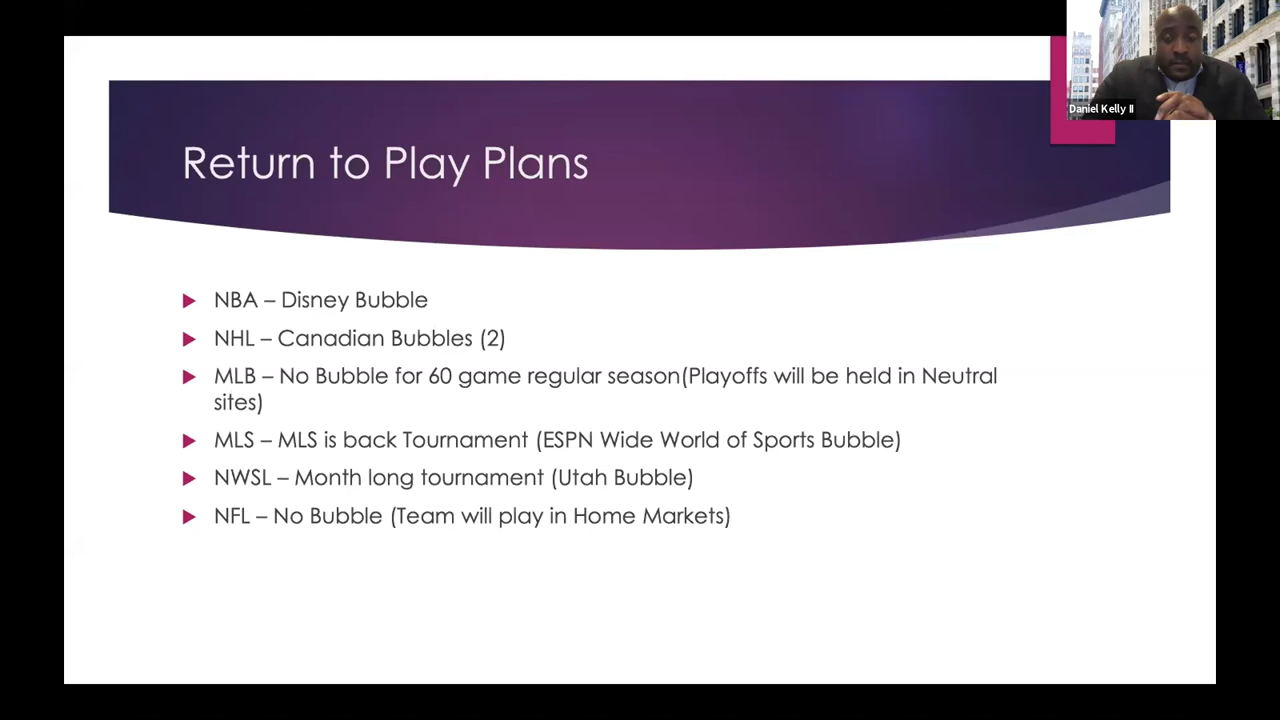 Daniel Kelly II
Return to Play Plans
NBA – Disney Bubble
NHL – Canadian Bubbles (2)
MLB – No Bubble for 60 game regular season(Playoffs will be held in Neutral
sites)
MLS – MLS is back Tournament (ESPN Wide World of Sports Bubble)
NWSL – Month long tournament (Utah Bubble)
NFL – No Bubble (Team will play in Home Markets)